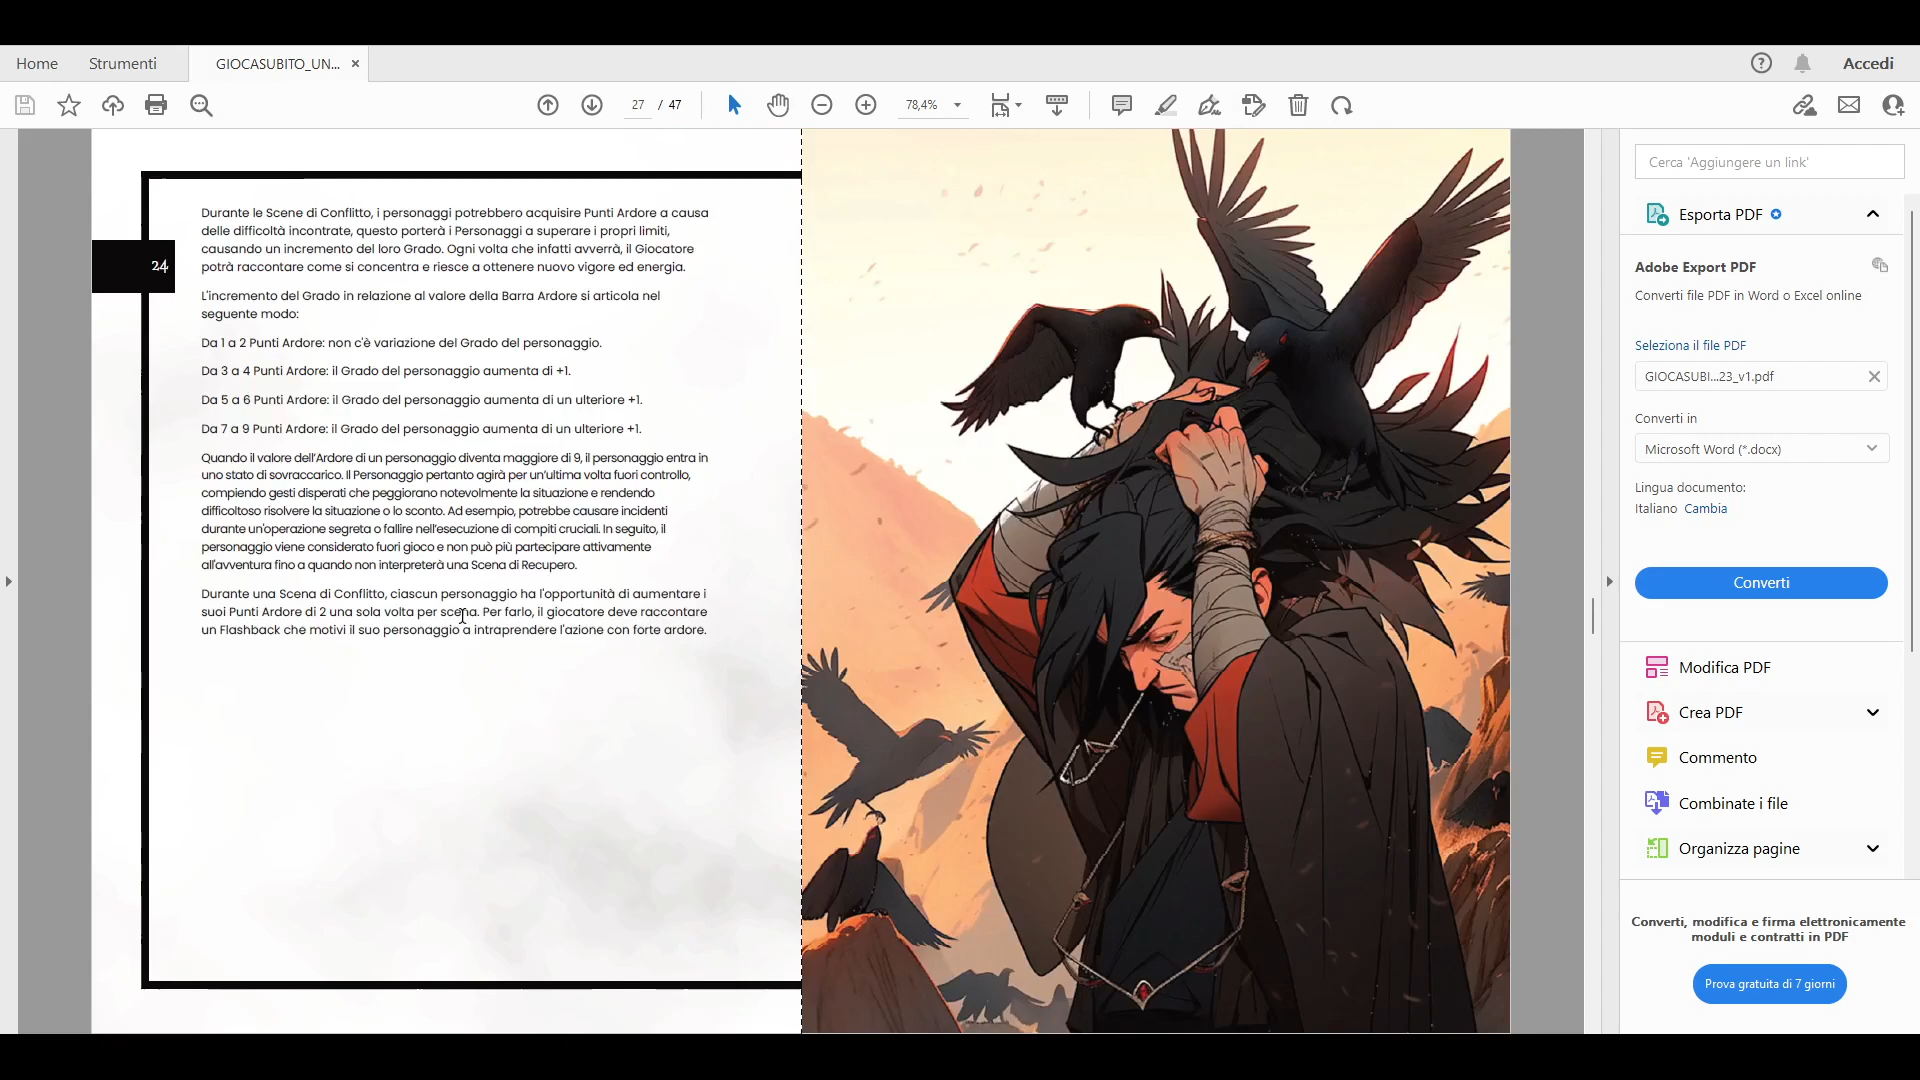 Home
Strumenti
GIOCASUBITO_UN...
Accedi
27 / 47
78,4%
Durante le Scene di Conflitto, i personaggi potrebbero acquisire Punti Ardore a causa
delle difficoltà incontrate, questo porterà i Personaggi a superare i propri limiti,
causando un incremento del loro Grado. Ogni volta che infatti avverrà, il Giocatore
potrà raccontare come si concentra e riesce a ottenere nuovo vigore ed energia.
24
L'incremento del Grado in relazione al valore della Barra Ardore si articola nel
seguente modo:
Da 1 a 2 Punti Ardore: non c'è variazione del Grado del personaggio.
Da 3 a 4 Punti Ardore: il Grado del personaggio aumenta di +1.
Da 5 a 6 Punti Ardore: il Grado del personaggio aumenta di un ulteriore +1.
Da 7 a 9 Punti Ardore: il Grado del personaggio aumenta di un ulteriore +1.
Quando il valore dell'Ardore di un personaggio diventa maggiore di 9, il personaggio entra in
uno stato di sovraccarico. Il Personaggio pertanto agirà per un'ultima volta fuori controllo,
compiendo gesti disperati che peggiorano notevolmente la situazione e rendendo
difficoltoso risolvere la situazione o lo sconto. Ad esempio, potrebbe causare incidenti
durante un'operazione segreta o fallire nell'esecuzione di compiti cruciali. In seguito, il
personaggio viene considerato fuori gioco e non può più partecipare attivamente
all'avventura fino a quando non interpreterà una Scena di Recupero.
Durante una Scena di Conflitto, ciascun personaggio ha l'opportunità di aumentare i
suoi Punti Ardore di 2 una sola volta per scena. Per farlo, il giocatore deve raccontare
un Flashback che motivi il suo personaggio a intraprendere l'azione con forte ardore.
Cerca 'Aggiungere un link'
Esporta PDF
Adobe Export PDF
Converti file PDF in Word o Excel online
Seleziona il file PDF
GIOCASUBI...23_v1.pdf
Converti in
Microsoft Word (*.docx)
Lingua documento:
Italiano Cambia
Converti
Modifica PDF
Crea PDF
Commento
Combinate i file
Organizza pagine
Converti, modifica e firma elettronicamente
moduli e contratti in PDF
Prova gratuita di 7 giorni